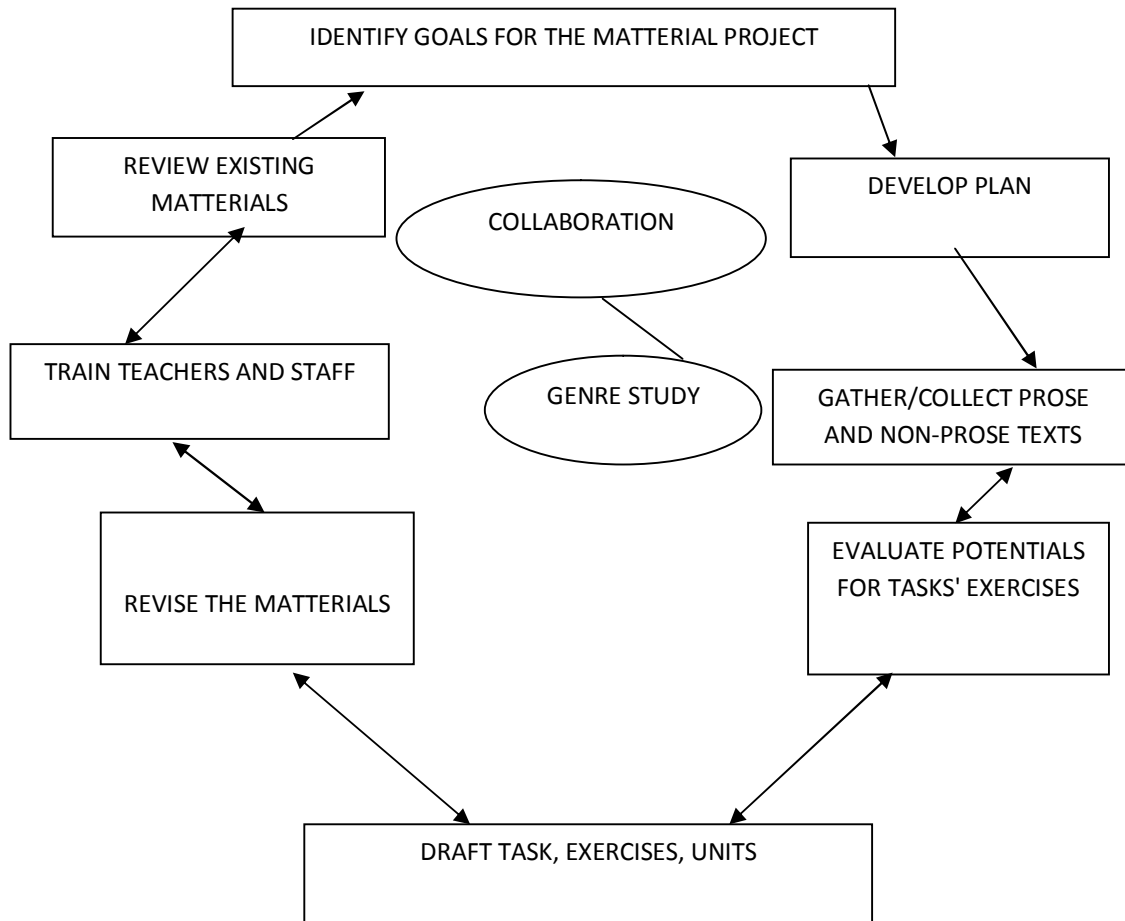 IDENTIFY GOALS FOR THE MATTERIAL PROJECT
REVIEW EXISTING
MATTERIALS
DEVELOP PLAN
COLLABORATION
TRAIN TEACHERS AND STAFF
GENRE STUDY
GATHER/COLLECT PROSE
AND NON-PROSE TEXTS
REVISE THE MATTERIALS
EVALUATE POTENTIALS
FOR TASKS' EXERCISES
DRAFT TASK, EXERCISES, UNITS